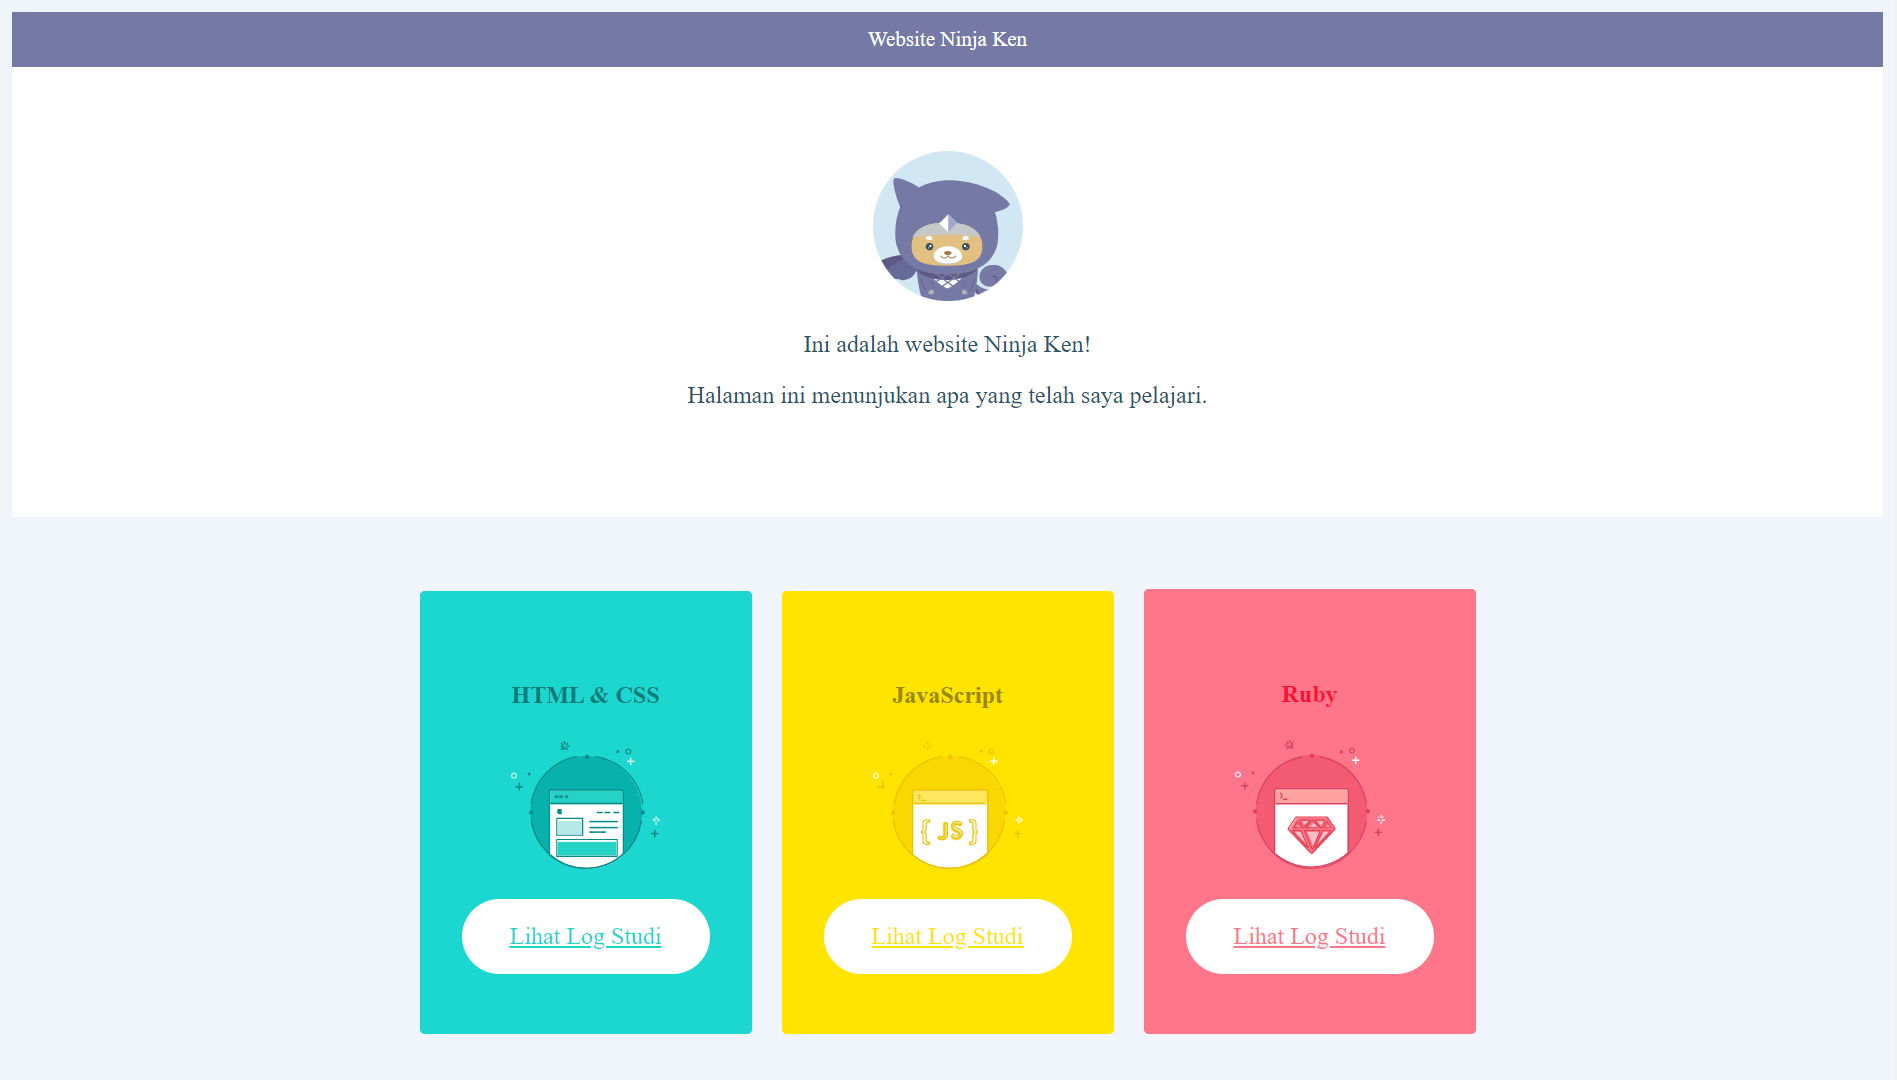 Website Ninja Ken
Ini adalah website Ninja Ken!
Halaman ini menunjukan apa yang telah saya pelajari.
HTML & CSS
JavaScript
Ruby
{ JS }
Lihat Log Studi
Lihat Log Studi
Lihat Log Studi